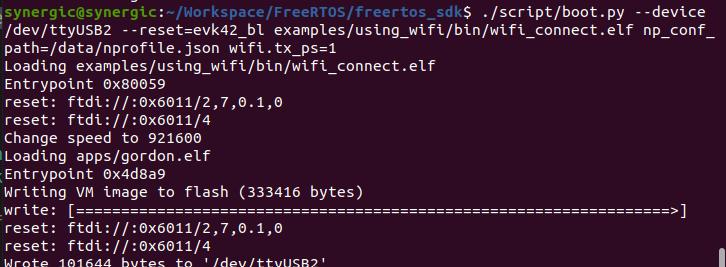 synergic@synergic:~/Workspace/FreeRTOS/freertos_sdk$ ./script/boot.py --device
/dev/ttyUSB2 --reset=evk42_bl examples/using_wifi/bin/wifi_connect.elf np_conf_
path=/data/nprofile.json wifi.tx_ps=1
Loading examples/using_wifi/bin/wifi_connect.elf
Entrypoint 0x80059
reset: ftdi://:0x6011/2,7,0.1,0
reset: ftdi://:0x6011/4
Change speed to 921600
Loading apps/gordon.elf
Entrypoint 0x4d8a9
Writing VM image to flash (333416 bytes)
write: [===================================================================>]
reset: ftdi://:0x6011/2,7,0.1,0
reset: ftdi://:0x6011/4
Wrote 101644 bytes to '/dev/ttyUSB2'